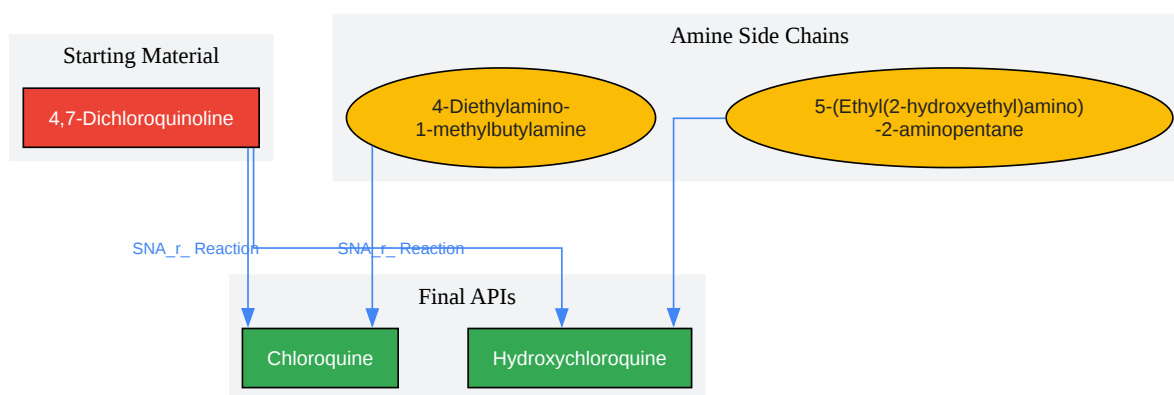 Starting Material
Amine Side Chains
4,7-Dichloroquinoline
4-Diethylamino-
1-methylbutylamine
5-(Ethyl(2-hydroxyethyl)amino)
-2-aminopentane
SNA_r_ Reaction
SNA_r_ Reaction
Final APIs
Chloroquine
Hydroxychloroquine